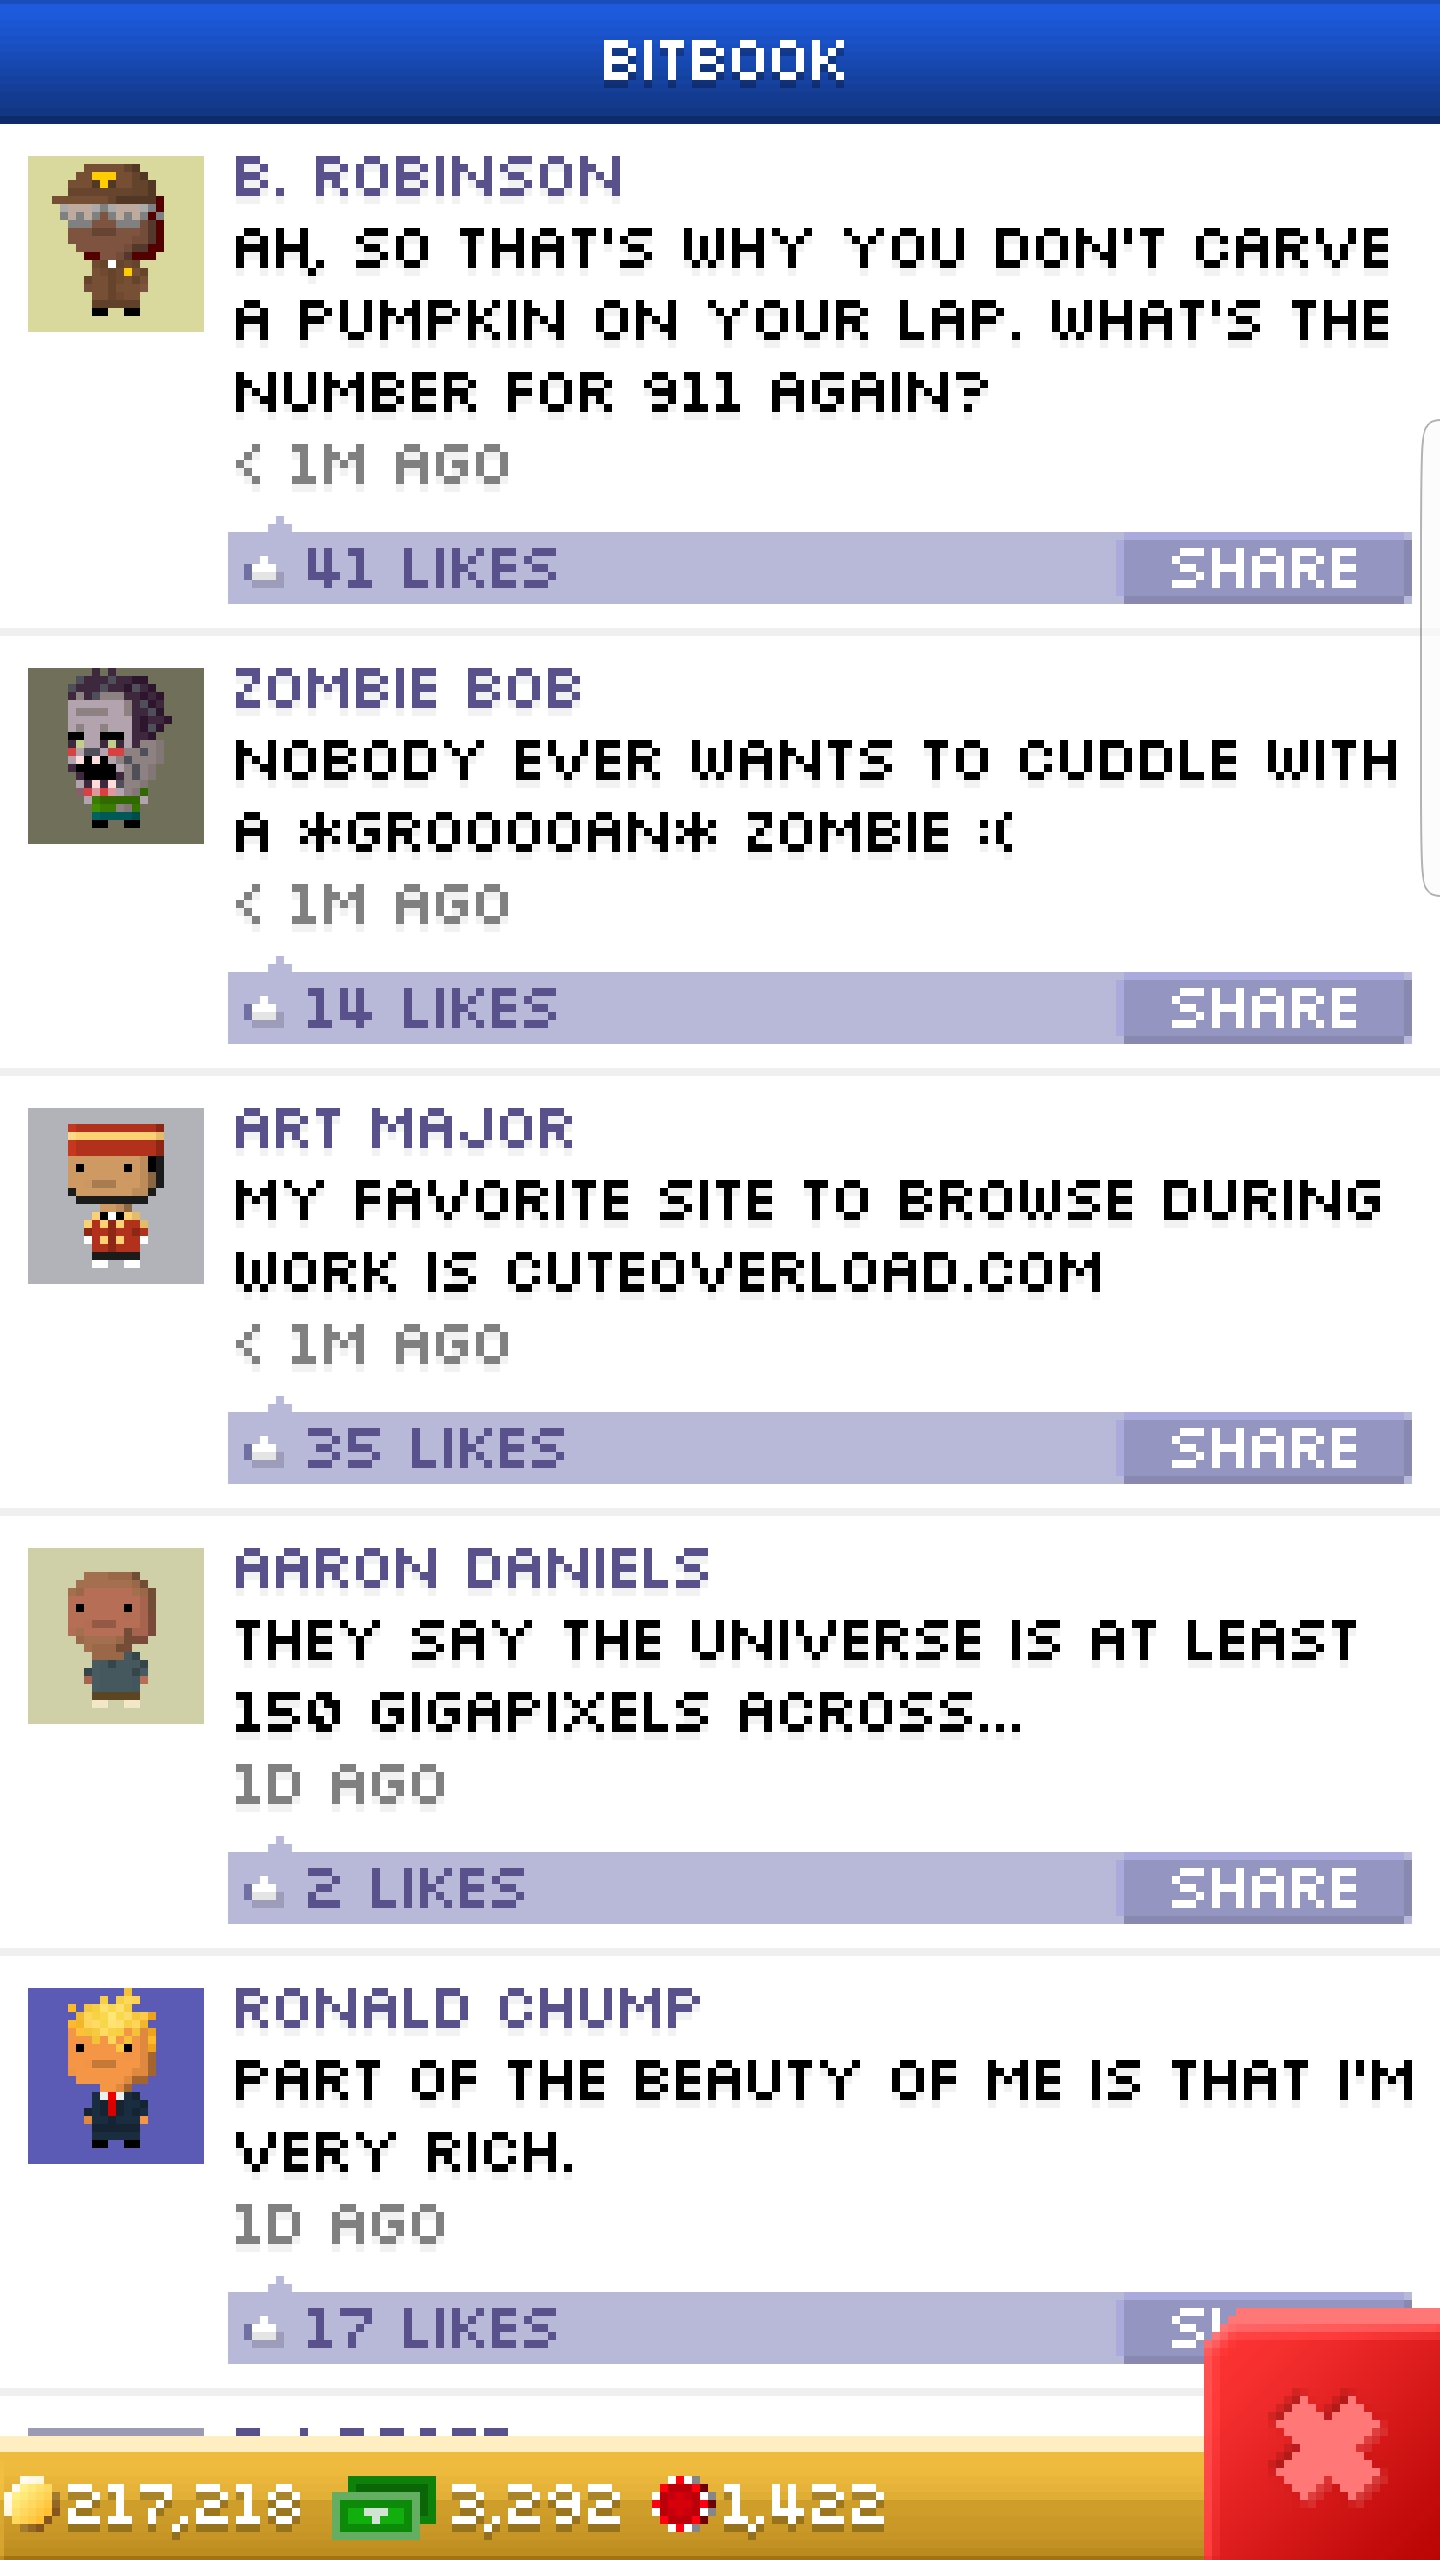 BITBOOK
B. ROBINSON
AH, SO THAT'S WHY YOU DON'T CARVE
A PUMPKIN ON YOUR LAP. WHAT'S THE
NUMBER FOR 911 AGAIN?
< 1M AGO
41 LIKES
SHARE
ZOMBIE BOB
NOBODY EVER WANTS TO CUDDLE WITH
A *GROOOOAN* ZOMBIE :(
< 1M AGO
14 LIKES
SHARE
ART MAJOR
MY FAVORITE SITE TO BROWSE DURING
WORK IS CUTEOVERLOAD.COM
< 1M AGO
35 LIKES
SHARE
AARON DANIELS
THEY SAY THE UNIVERSE IS AT LEAST
150 GIGAPIXELS ACROSS...
1D AGO
2 LIKES
SHARE
RONALD CHUMP
PART OF THE BEAUTY OF ME IS THAT I'M
VERY RICH.
1D AGO
17 LIKES
217,218 3,292 1,422